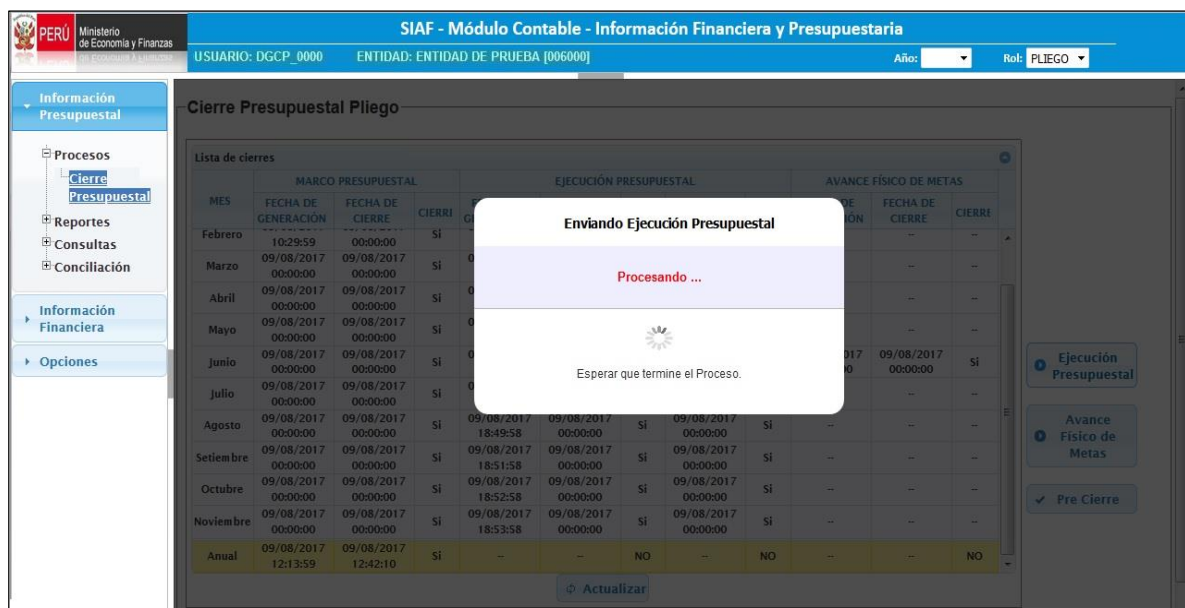 PERÚ Ministerio de Economía y Finanzas
SIAF - Módulo Contable - Información Financiera y Presupuestaria
USUARIO: DGCP_0000 ENTIDAD: ENTIDAD DE PRUEBA [006000] Año: Rol: PLIEGO
Información
Presupuestal
Procesos
Cierre
Presupuestal
Reportes
Consultas
Conciliación
Información
Financiera
Opciones
Cierre Presupuestal Pliego
Lista de cierres
MES MARCO PRESUPUESTAL EJECUCIÓN PRESUPUESTAL AVANCE FÍSICO DE METAS
FECHA DE GENERACIÓN FECHA DE CIERRE CIERRE FECHA DE CIERRE CIERRE
Febrero 10:29:59 00:00:00 Si -- --
Marzo 09/08/2017 00:00:00 09/08/2017 00:00:00 Si -- --
Abril 09/08/2017 00:00:00 09/08/2017 00:00:00 Si -- --
Mayo 09/08/2017 00:00:00 09/08/2017 00:00:00 Si -- --
Junio 09/08/2017 00:00:00 09/08/2017 00:00:00 Si 09/08/2017 00:00:00 Si
Julio 09/08/2017 00:00:00 09/08/2017 00:00:00 Si -- --
Agosto 09/08/2017 00:00:00 09/08/2017 00:00:00 Si 09/08/2017 18:49:58 09/08/2017 00:00:00 Si 09/08/2017 00:00:00 Si -- -- --
Setiembre 09/08/2017 00:00:00 09/08/2017 00:00:00 Si 09/08/2017 18:51:58 09/08/2017 00:00:00 Si 09/08/2017 00:00:00 Si -- -- --
Octubre 09/08/2017 00:00:00 09/08/2017 00:00:00 Si 09/08/2017 18:52:58 09/08/2017 00:00:00 Si 09/08/2017 00:00:00 Si -- -- --
Noviembre 09/08/2017 00:00:00 09/08/2017 00:00:00 Si 09/08/2017 18:53:58 09/08/2017 00:00:00 Si 09/08/2017 00:00:00 Si -- -- --
Anual 09/08/2017 12:13:59 09/08/2017 12:42:10 Si -- -- NO -- NO -- -- NO
Actualizar
Enviando Ejecución Presupuestal
Procesando ...
Esperar que termine el Proceso.
Ejecución
Presupuestal
Avance
Físico de
Metas
Pre Cierre